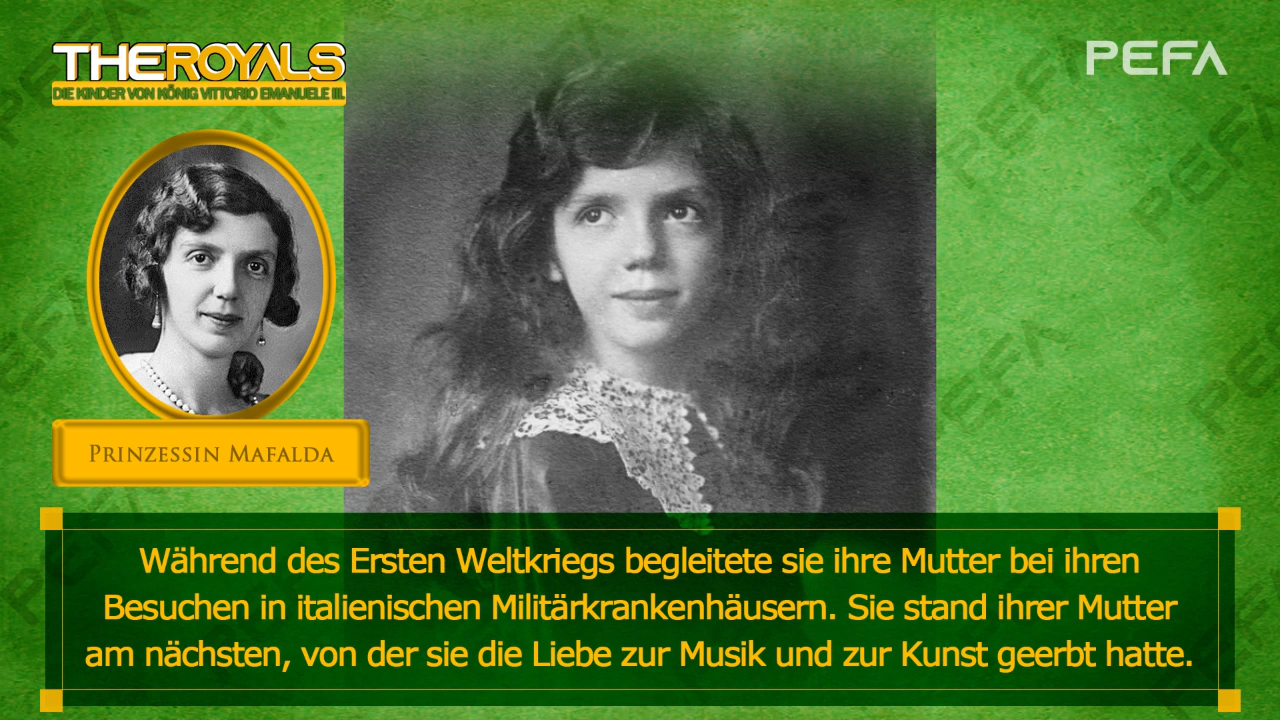 THEROYALS
DIE KINDER VON KÖNIG VITTORIO EMANUELE III.
PEFA
PRINZESSIN MAFALDA
Während des Ersten Weltkriegs begleitete sie ihre Mutter bei ihren
Besuchen in italienischen Militärkrankenhäusern. Sie stand ihrer Mutter
am nächsten, von der sie die Liebe zur Musik und zur Kunst geerbt hatte.